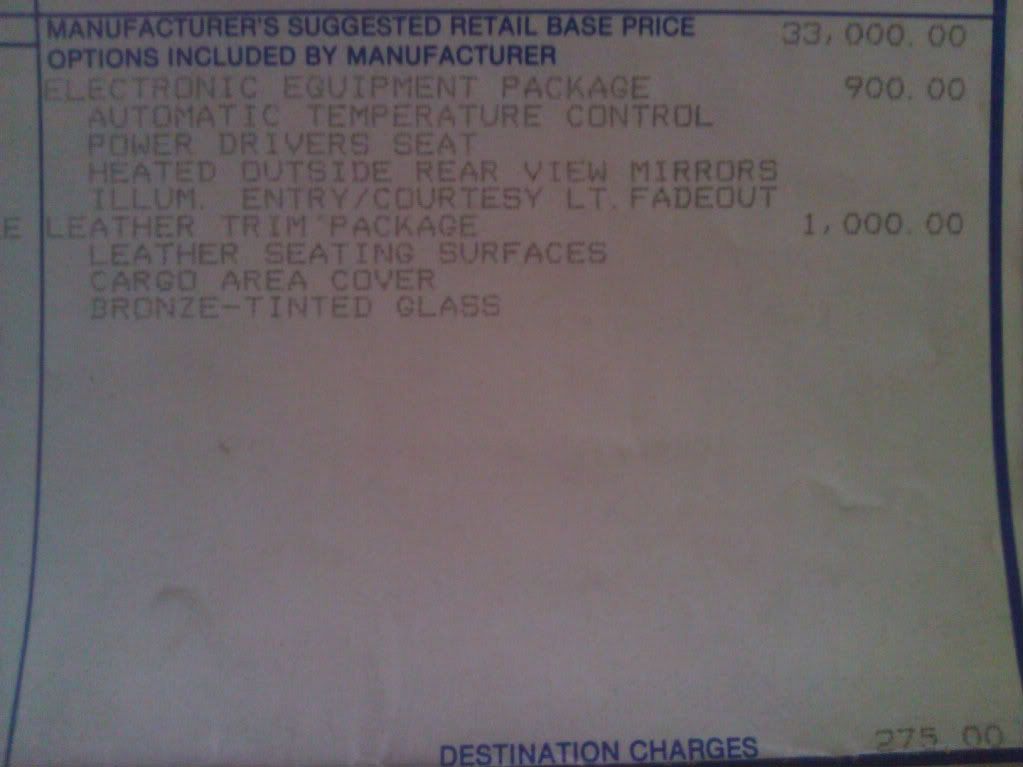 MANUFACTURER'S SUGGESTED RETAIL BASE PRICE 33,000.00
OPTIONS INCLUDED BY MANUFACTURER
ELECTRONIC EQUIPMENT PACKAGE 900.00
AUTOMATIC TEMPERATURE CONTROL
POWER DRIVERS SEAT
HEATED OUTSIDE REAR VIEW MIRRORS
ILLUM. ENTRY/COURTESY LT.FADEOUT
E LEATHER TRIM PACKAGE 1,000.00
LEATHER SEATING SURFACES
CARGO AREA COVER
BRONZE-TINTED GLASS
DESTINATION CHARGES 275.00